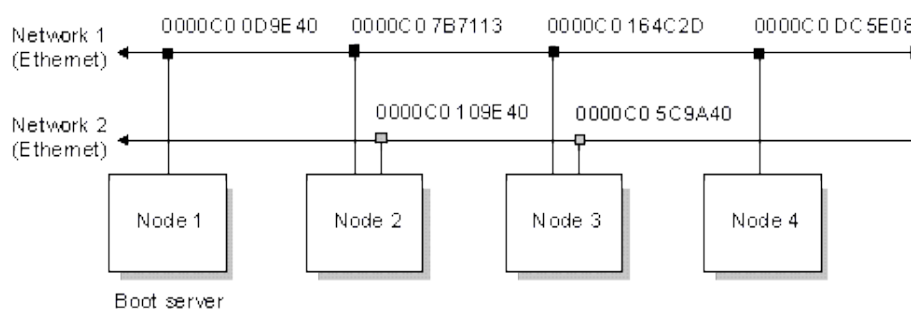 Network 1 0000C0 0D9E40 0000C0 7B7113 0000C0 164C2D 0000C0 DC5E08
(Ethernet)
0000C0 109E40 0000C0 5C9A40
Network 2
(Ethernet)
Node 1 Node 2 Node 3 Node 4
Boot server